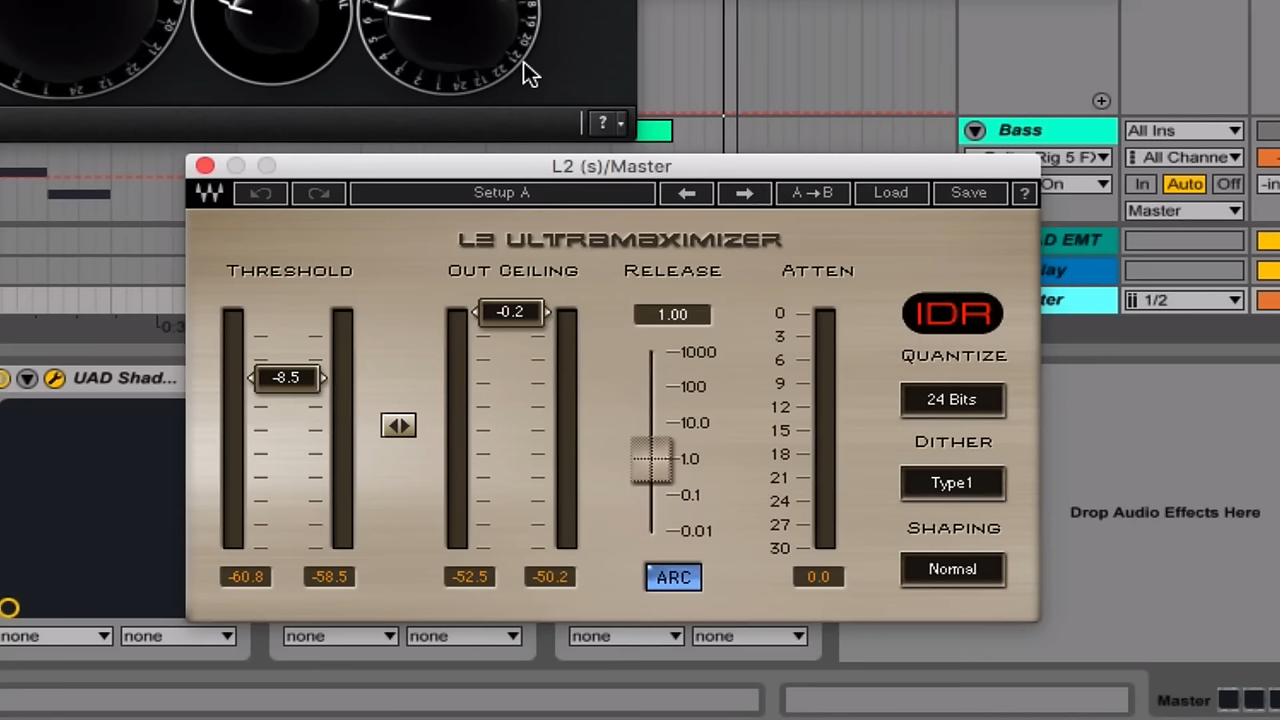 ?
Bass
All Ins
Rig 5 F)
All Channe
On
In Auto Off
-in
Master
D EMT
lay
ter
1/2
L2 (s)/Master
Setup A
A→B
Load
Save
?
L2 ULTRAMAXIMIZER
THRESHOLD
OUT CEILING
RELEASE
ATTEN
-8.5
-0.2
1.00
1000
100
10.0
1.0
0.1
0.01
ARC
0
3
6
9
12
15
18
21
24
27
30
-60.8
-58.5
-52.5
-50.2
0.0
IDR
QUANTIZE
24 Bits
DITHER
Type1
SHAPING
Normal
UAD Shad...
Drop Audio Effects Here
none
none
none
none
none
none
Master